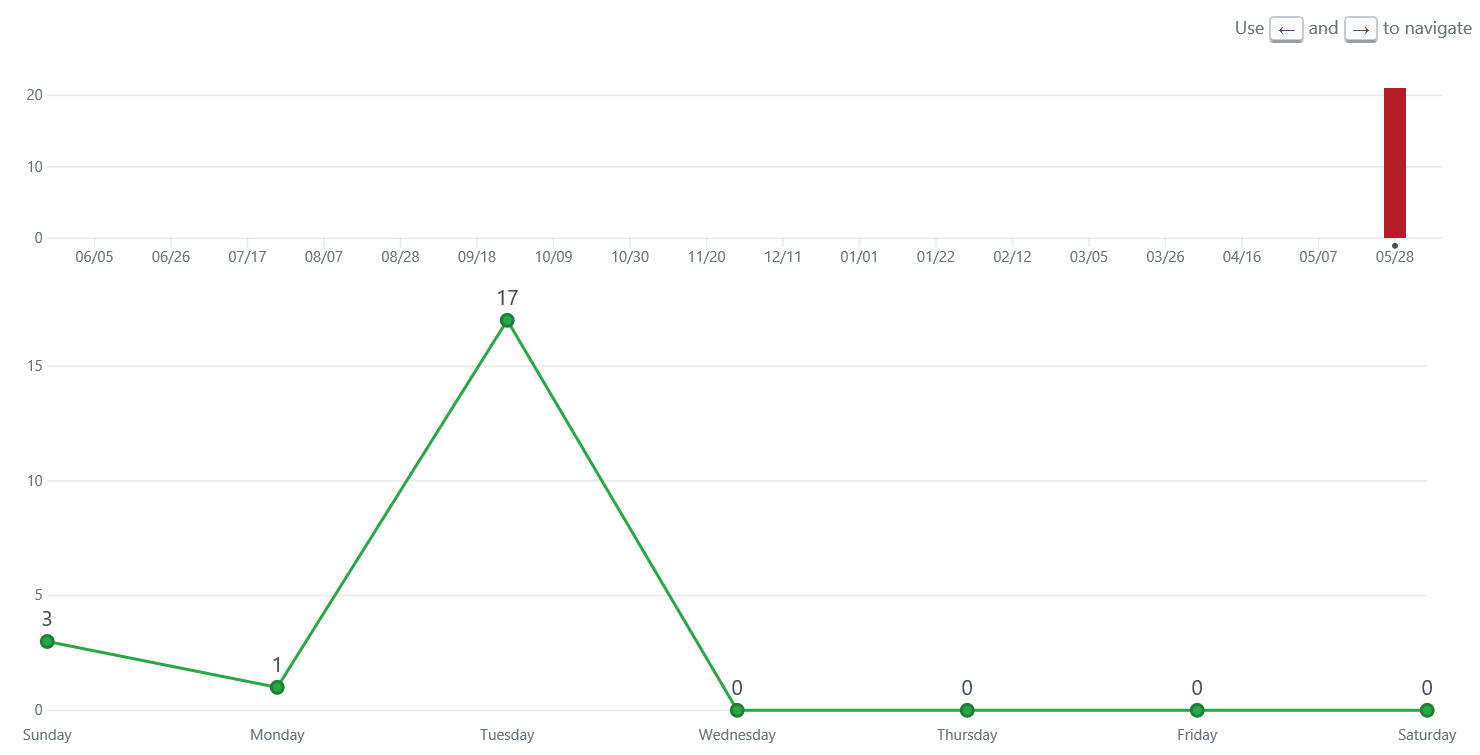 Use ← and → to navigate
20
10
0
06/05 06/26 07/17 08/07 08/28 09/18 10/09 10/30 11/20 12/11 01/01 01/22 02/12 03/05 03/26 04/16 05/07 05/28
17
15
10
5
3
1
0 0 0 0
0
Sunday Monday Tuesday Wednesday Thursday Friday Saturday